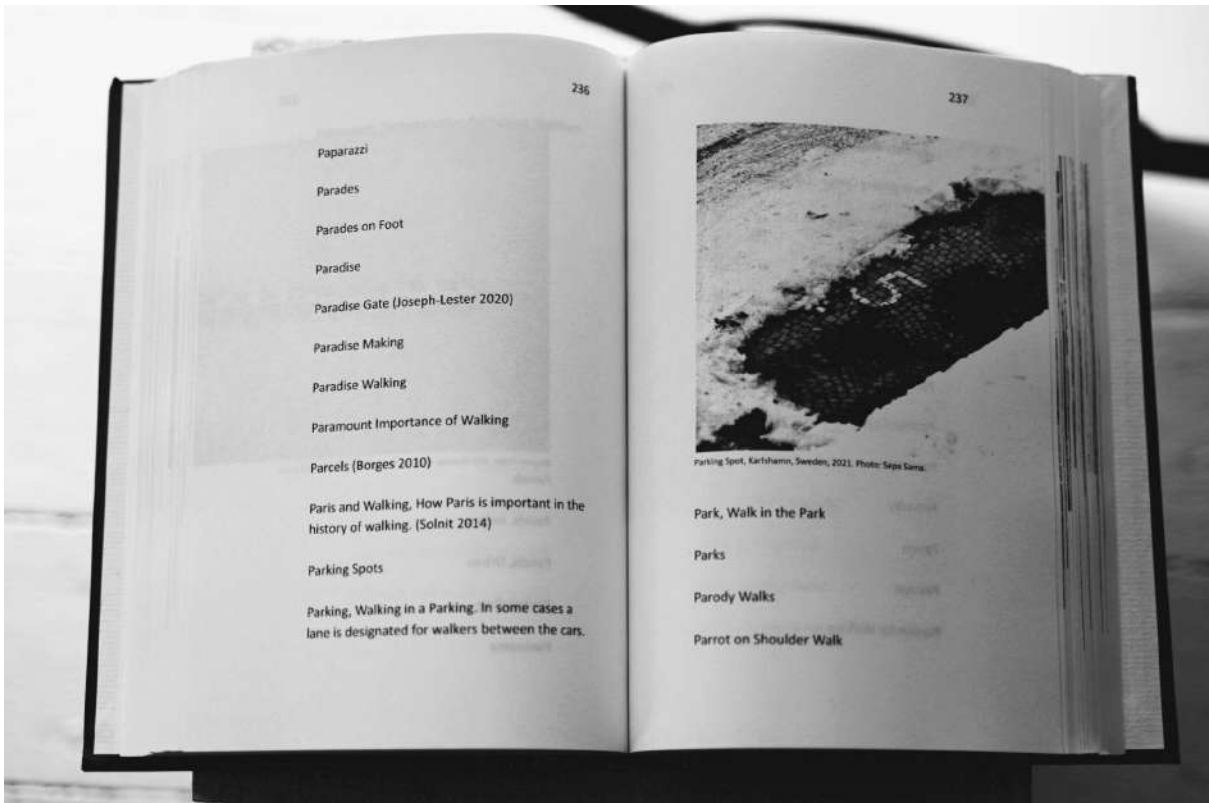 236
Paparazzi
Parades
Parades on Foot
Paradise
Paradise Gate (Joseph-Lester 2020)
Paradise Making
Paradise Walking
Paramount Importance of Walking
Parcels (Borges 2010)
Paris and Walking, How Paris is important in the
history of walking. (Solnit 2014)
Parking Spots
Parking, Walking in a Parking. In some cases a
lane is designated for walkers between the cars.
237
5
Parking Spot, Karlshamn, Sweden, 2021. Photo: Sepa Sama.
Park, Walk in the Park
Parks
Parody Walks
Parrot on Shoulder Walk